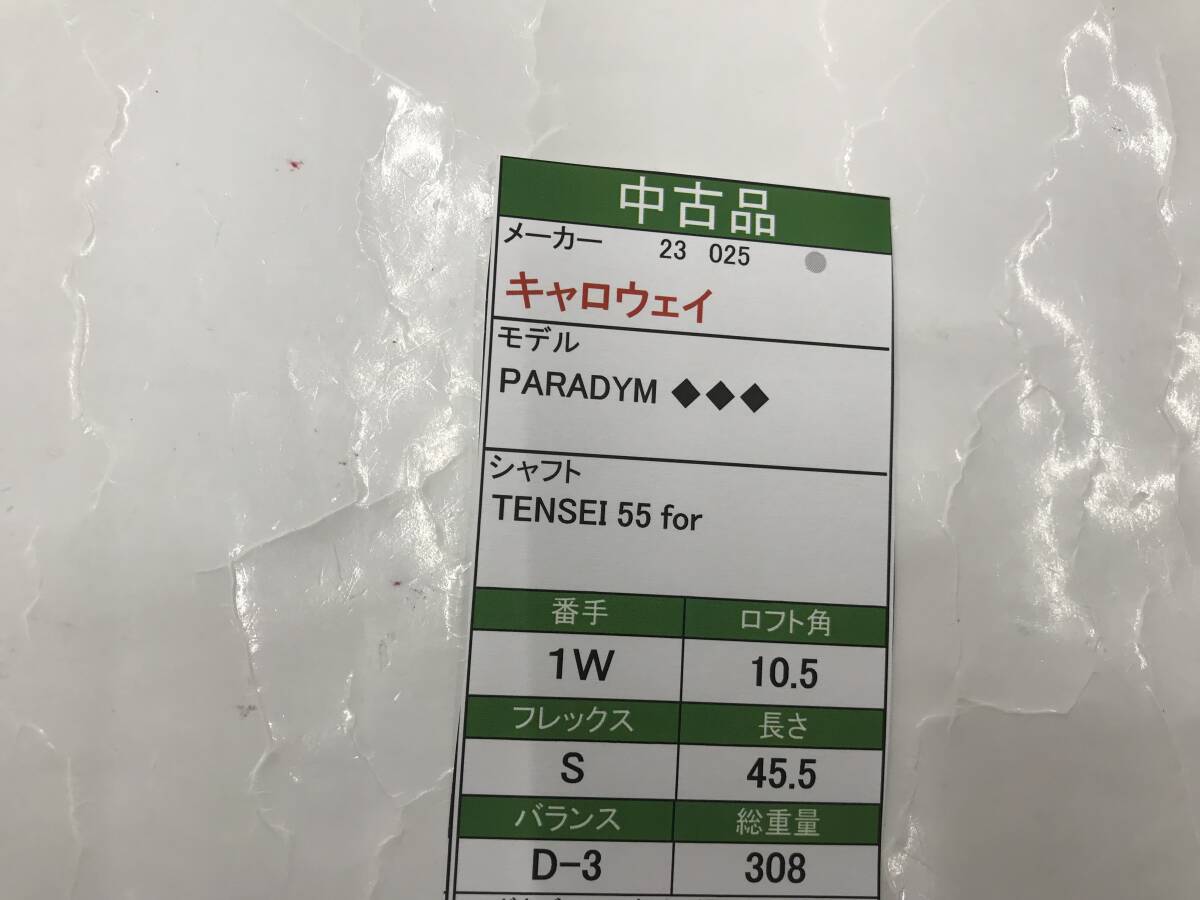 中古品
メーカー 23 025
キャロウェイ
モデル
PARADYM ◆◆◆
シャフト
TENSEI 55 for
番手 ロフト角
1W 10.5
フレックス 長さ
S 45.5
バランス 総重量
D-3 308